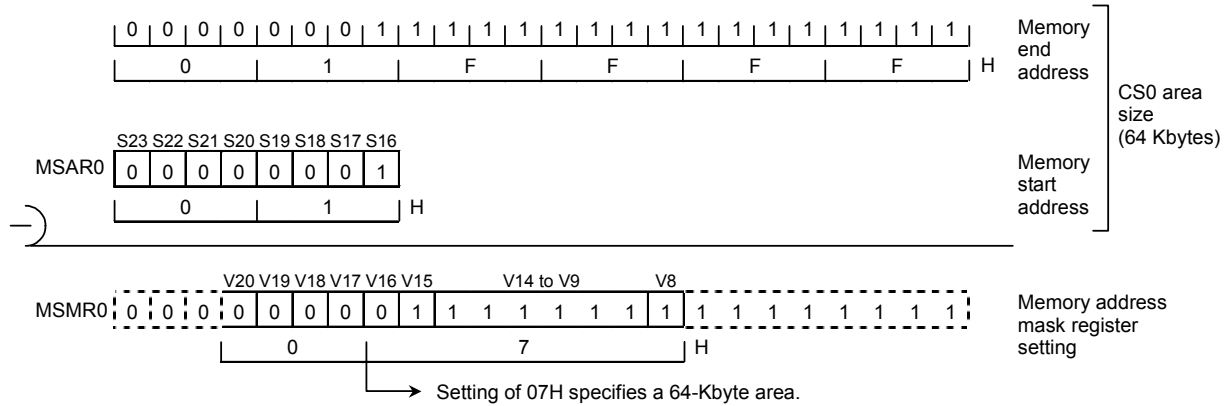 0 0 0 0 0 0 0 1 1 1 1 1 1 1 1 1 1 1 1 1 1 1 1 1
0 1 F F F F H
Memory
end
address
CS0 area
size
(64 Kbytes)
S23 S22 S21 S20 S19 S18 S17 S16
MSAR0 0 0 0 0 0 0 0 1
0 1 H
Memory
start
address
V20 V19 V18 V17 V16 V15 V14 to V9 V8
MSMR0 0 0 0 0 0 0 0 0 1 1 1 1 1 1 1 1 1 1 1 1 1 1 1 1
0 7 H
Memory address
mask register
setting
Setting of 07H specifies a 64-Kbyte area.